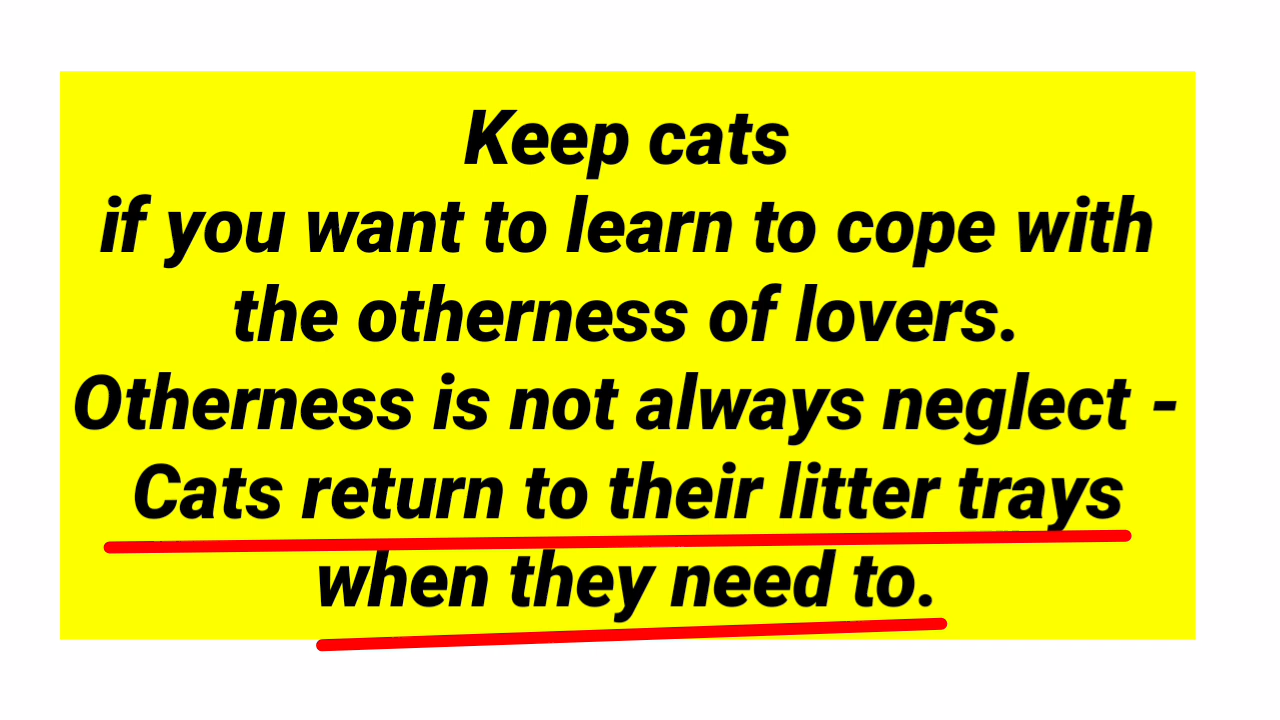 Keep cats
if you want to learn to cope with
the otherness of lovers.
Otherness is not always neglect -
Cats return to their litter trays
when they need to.